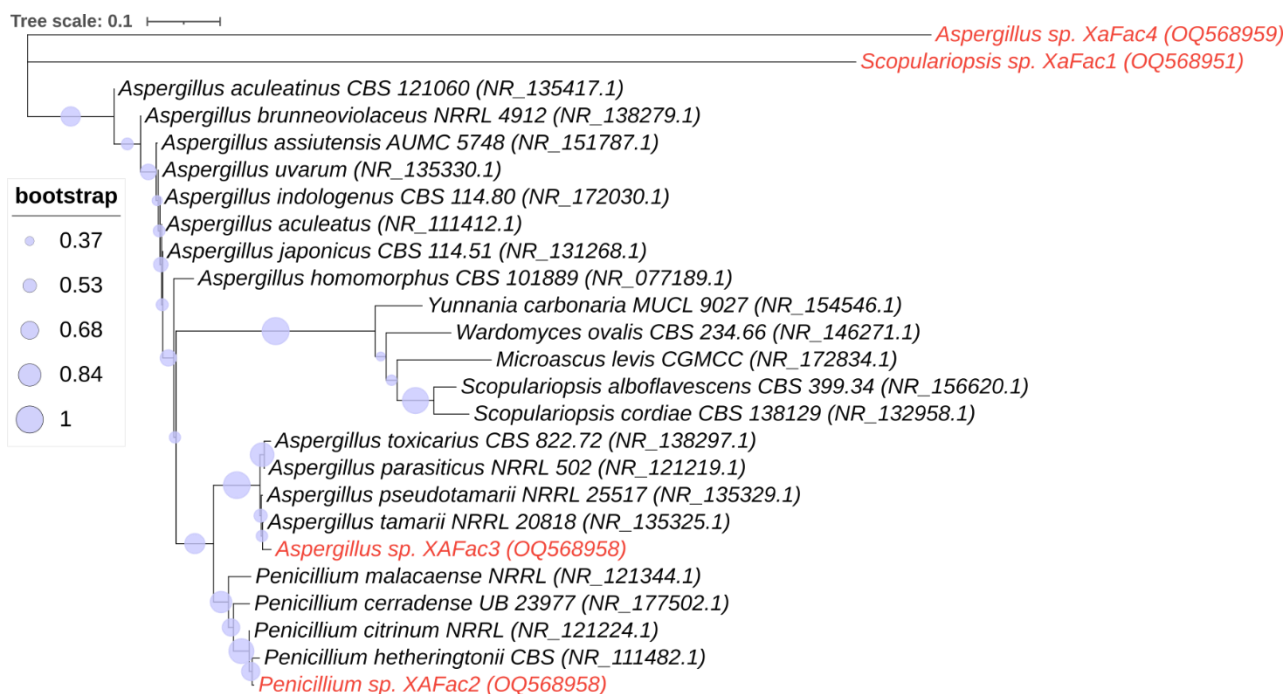 Tree scale: 0.1
Aspergillus sp. XaFac4 (OQ568959)
Scopulariopsis sp. XaFac1 (OQ568951)
Aspergillus aculeatinus CBS 121060 (NR_135417.1)
Aspergillus brunneoviolaceus NRRL 4912 (NR_138279.1)
Aspergillus assiutensis AUMC 5748 (NR_151787.1)
Aspergillus uvarum (NR_135330.1)
Aspergillus indologenus CBS 114.80 (NR_172030.1)
Aspergillus aculeatus (NR_111412.1)
Aspergillus japonicus CBS 114.51 (NR_131268.1)
Aspergillus homomorphus CBS 101889 (NR_077189.1)
Yunnania carbonaria MUCL 9027 (NR_154546.1)
Wardomyces ovalis CBS 234.66 (NR_146271.1)
Microascus levis CGMCC (NR_172834.1)
Scopulariopsis alboflavescens CBS 399.34 (NR_156620.1)
Scopulariopsis cordiae CBS 138129 (NR_132958.1)
Aspergillus toxicarius CBS 822.72 (NR_138297.1)
Aspergillus parasiticus NRRL 502 (NR_121219.1)
Aspergillus pseudotamarii NRRL 25517 (NR_135329.1)
Aspergillus tamarii NRRL 20818 (NR_135325.1)
Aspergillus sp. XAFac3 (OQ568958)
Penicillium malacaense NRRL (NR_121344.1)
Penicillium cerradense UB 23977 (NR_177502.1)
Penicillium citrinum NRRL (NR_121224.1)
Penicillium hetheringtonii CBS (NR_111482.1)
Penicillium sp. XAFac2 (OQ568958)
bootstrap
0.37
0.53
0.68
0.84
1